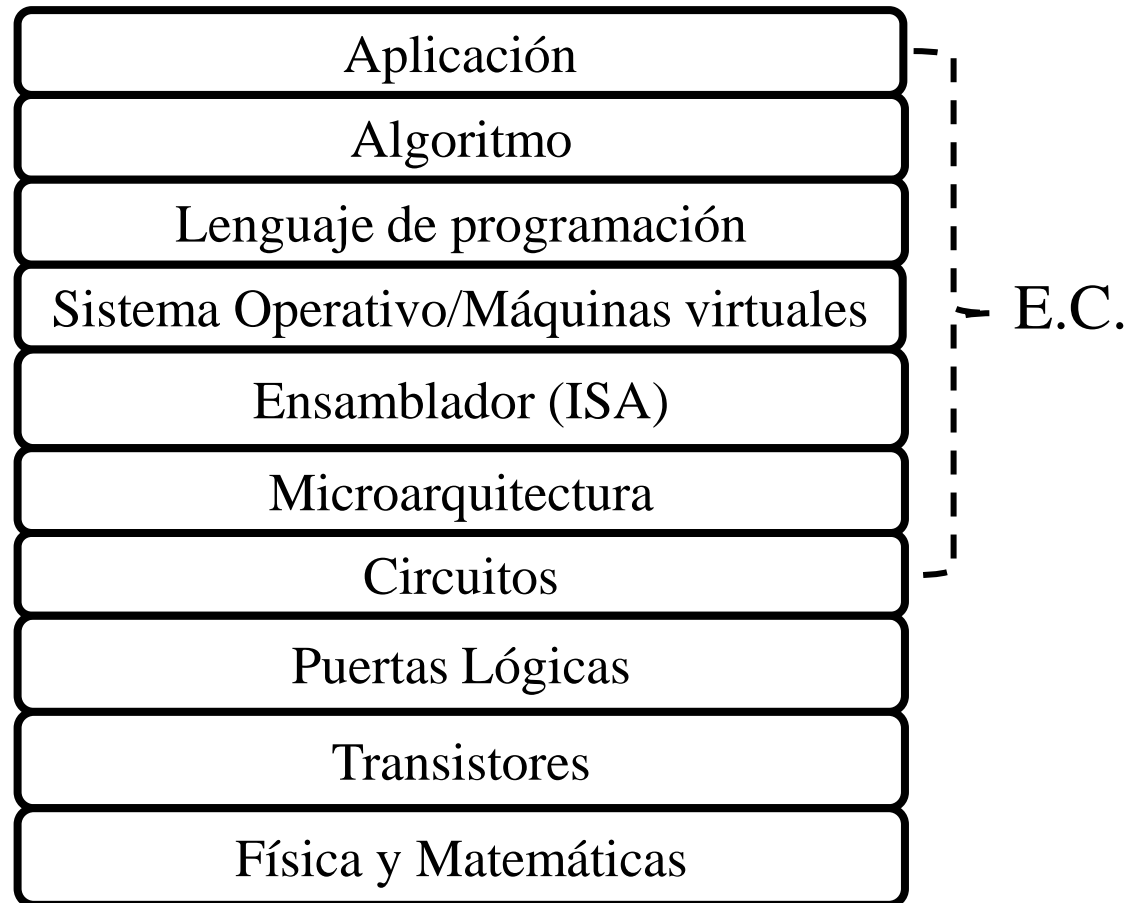 Aplicación
Algoritmo
Lenguaje de programación
Sistema Operativo/Máquinas virtuales
E.C.
Ensamblador (ISA)
Microarquitectura
Circuitos
Puertas Lógicas
Transistores
Física y Matemáticas